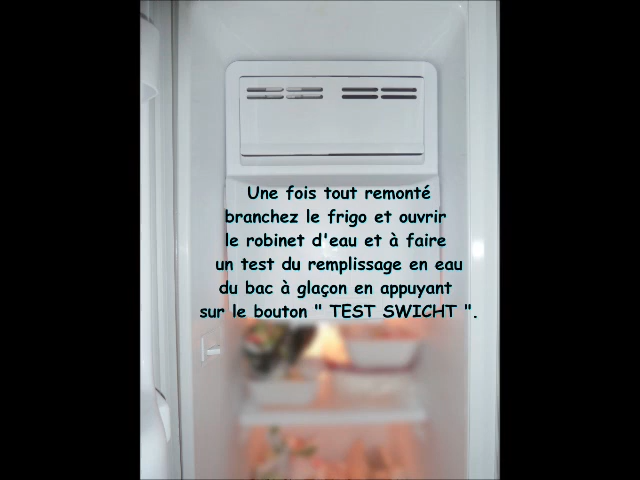 Une fois tout remonté
branchez le frigo et ouvrir
le robinet d'eau et à faire
un test du remplissage en eau
du bac à glaçon en appuyant
sur le bouton " TEST SWICHT ".